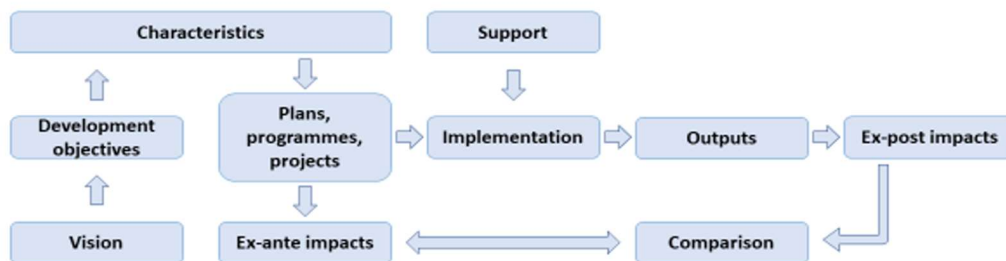 Characteristics
Support
Plans,
programmes,
projects
Development
objectives
Implementation
Outputs
Ex-post impacts
Vision
Ex-ante impacts
Comparison